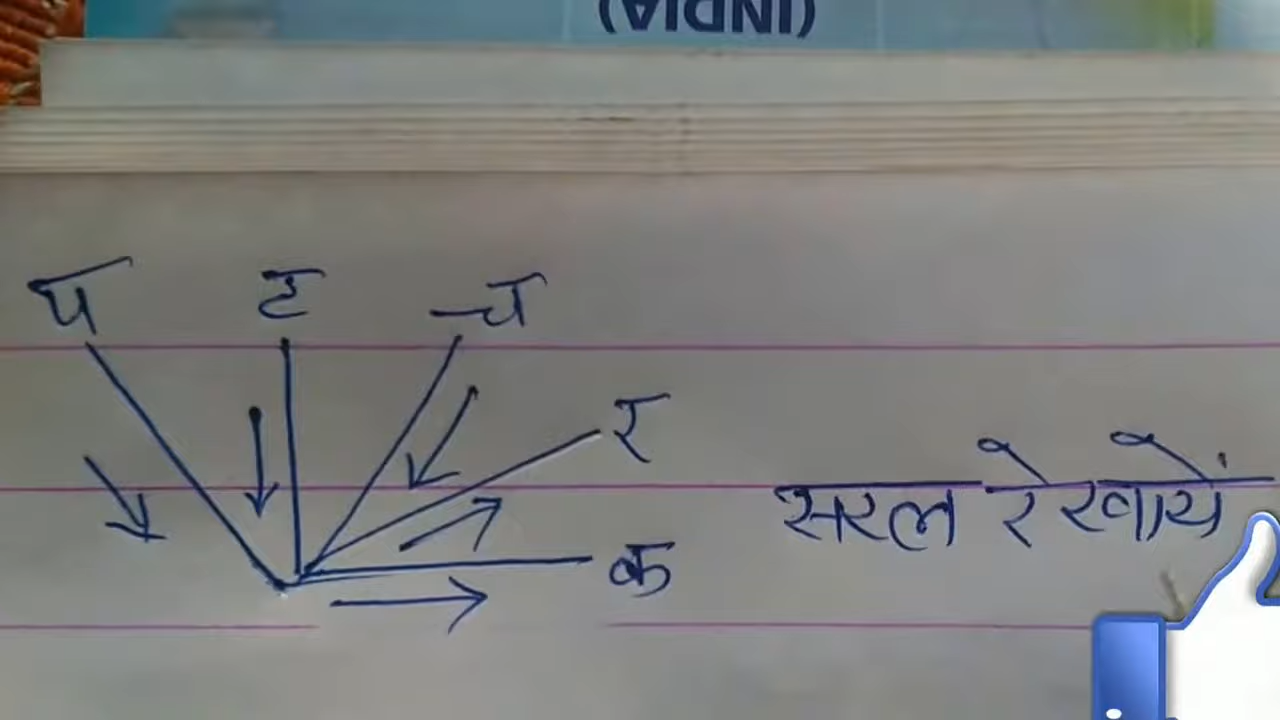 (INDIA)
प ट च
र
क
सरल रेखायें